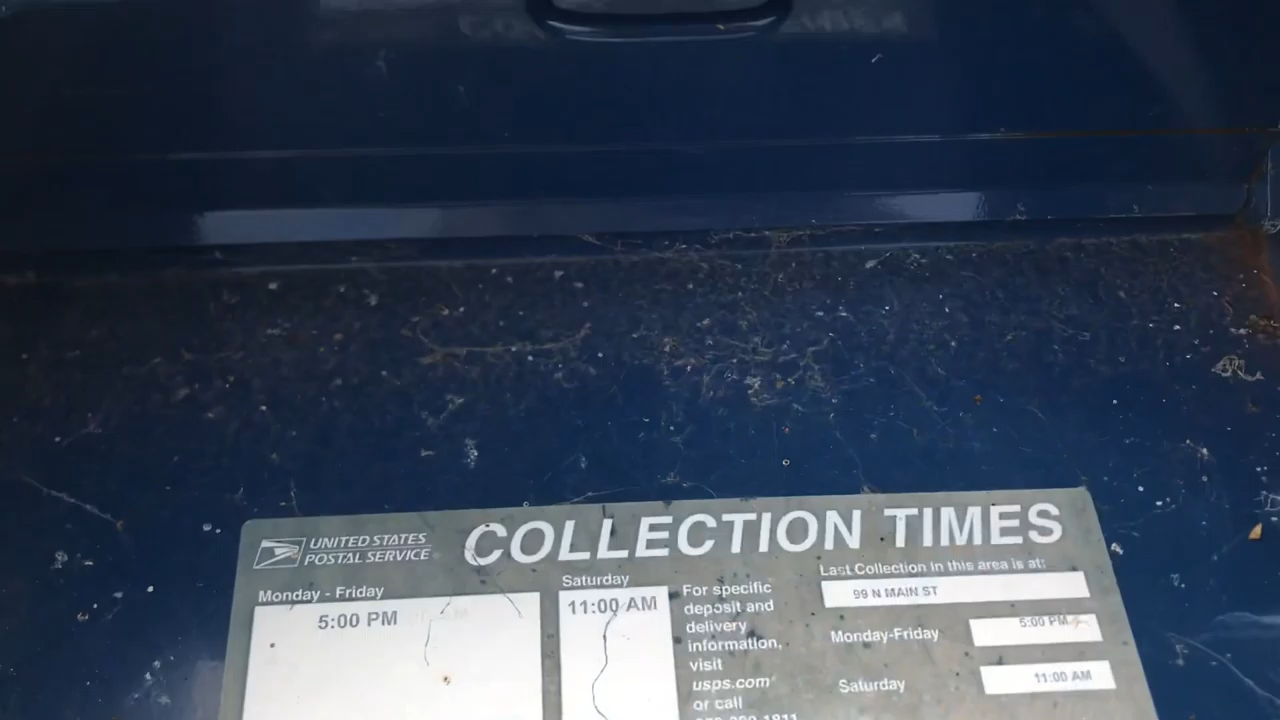 UNITED STATES
POSTAL SERVICE
COLLECTION TIMES
Monday - Friday
5:00 PM
Saturday
11:00 AM
For specific
deposit and
delivery
information,
visit
usps.com
or call
Last Collection in this area is at:
99 N MAIN ST
Monday-Friday
5:00 PM
Saturday
11:00 AM